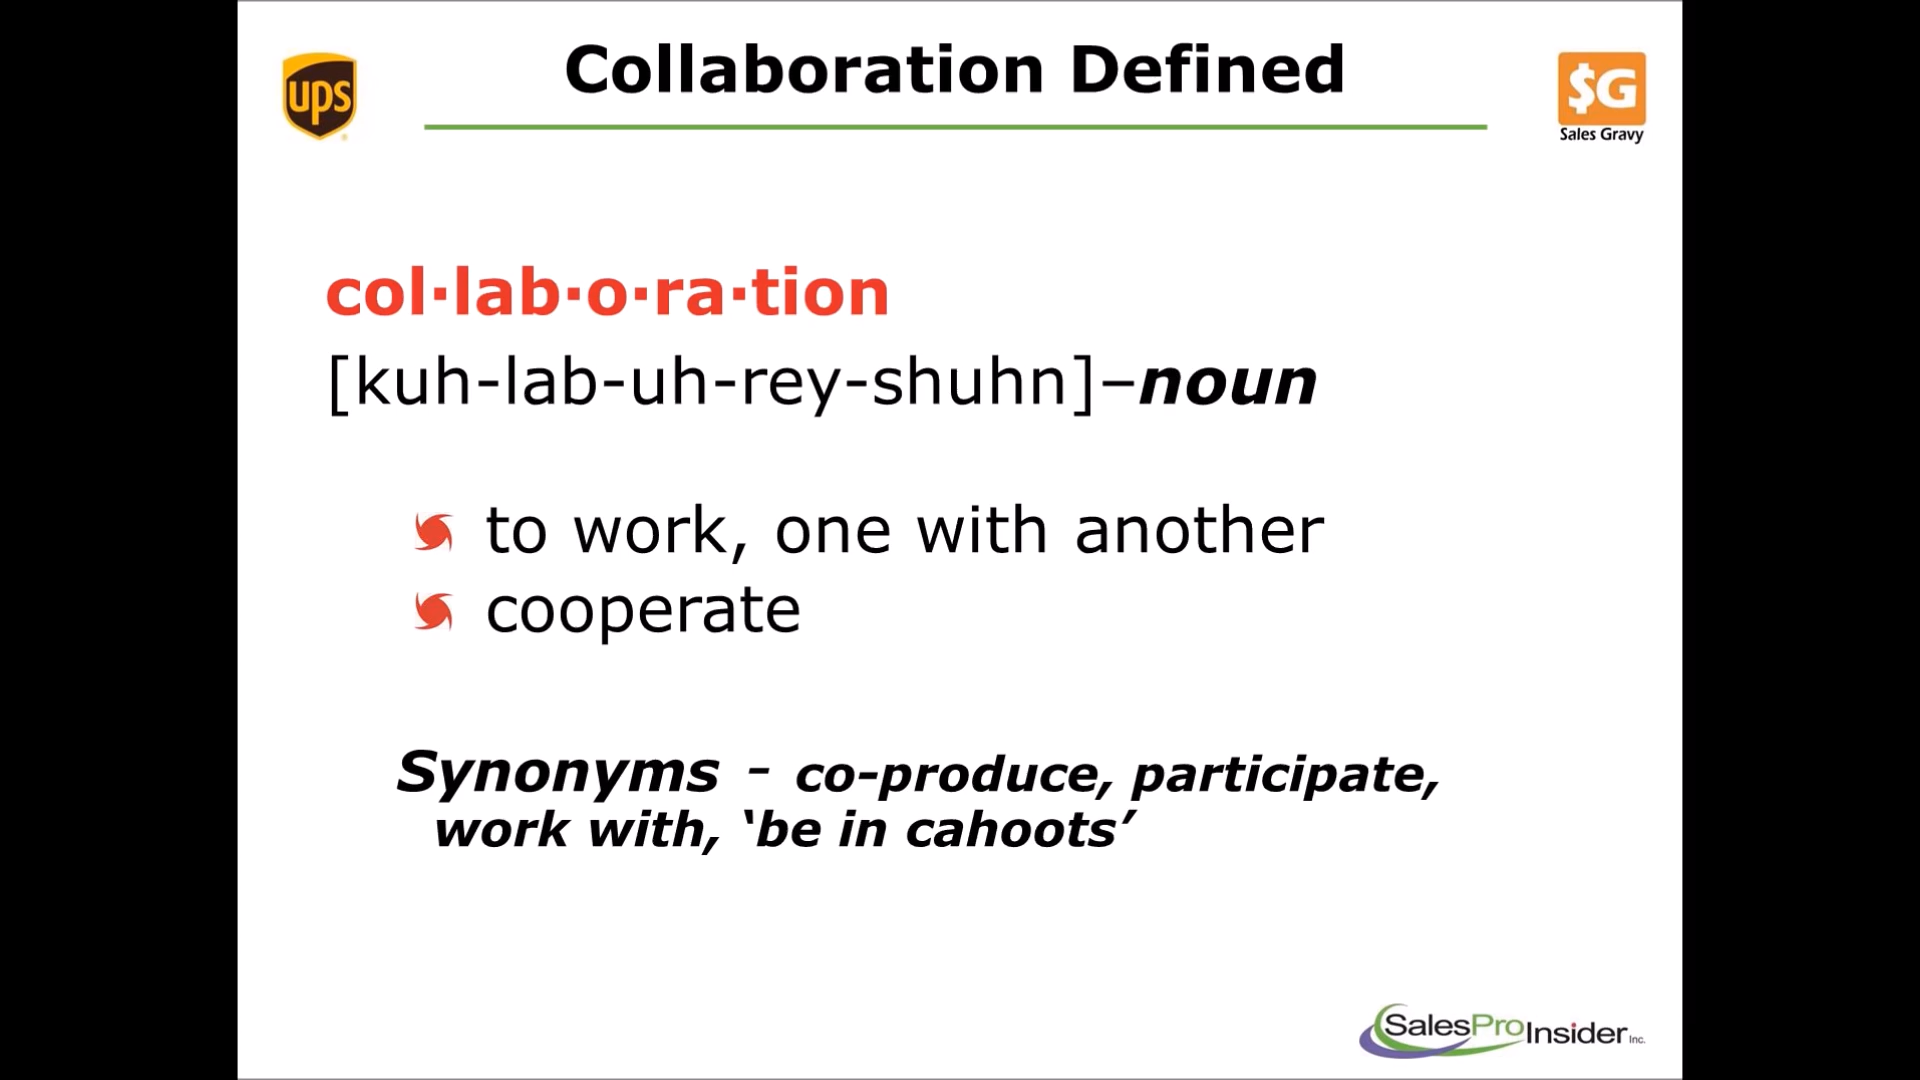 Collaboration Defined
ups
$G
Sales Gravy
col·lab·o·ra·tion
[kuh-lab-uh-rey-shuhn]–noun
to work, one with another
cooperate
Synonyms - co-produce, participate,
work with, ‘be in cahoots’
SalesProInsider Inc.